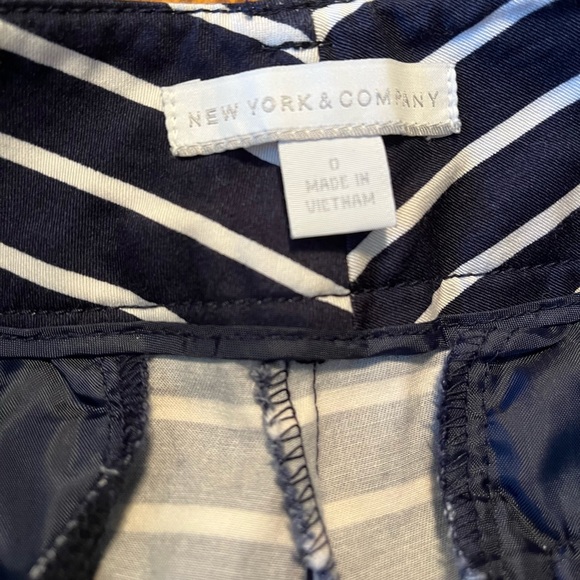 NEW YORK & COMPANY
0
MADE IN
VIETNAM